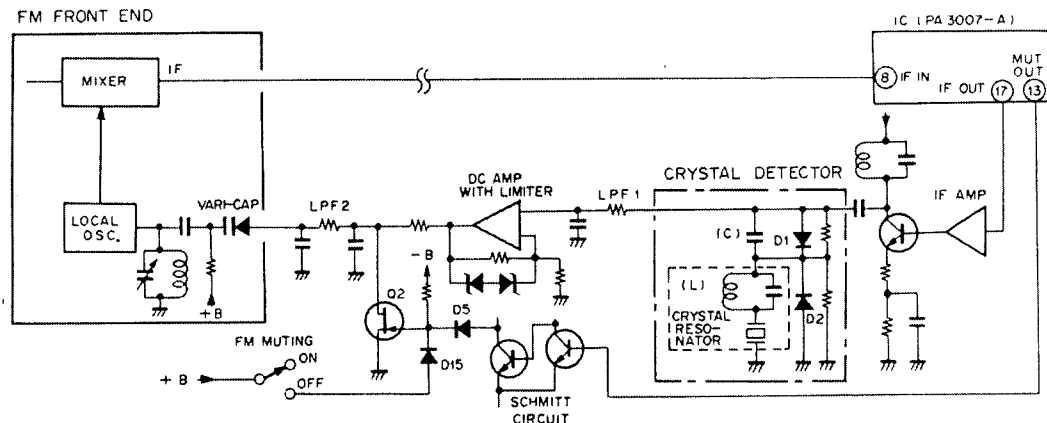 FM FRONT END
IC (PA 3007-A)
MIXER
IF
MUT
OUT
8
IF IN
IF OUT
17
13
DC AMP
WITH LIMITER
LPF 1
CRYSTAL DETECTOR
IF AMP
VARI-CAP
LPF 2
LOCAL
OSC.
(C)
D1
-B
(L)
D2
Q2
D5
CRYSTAL
RESO-
NATOR
+B
FM MUTING
ON
D15
+B
OFF
SCHMITT
CIRCUIT